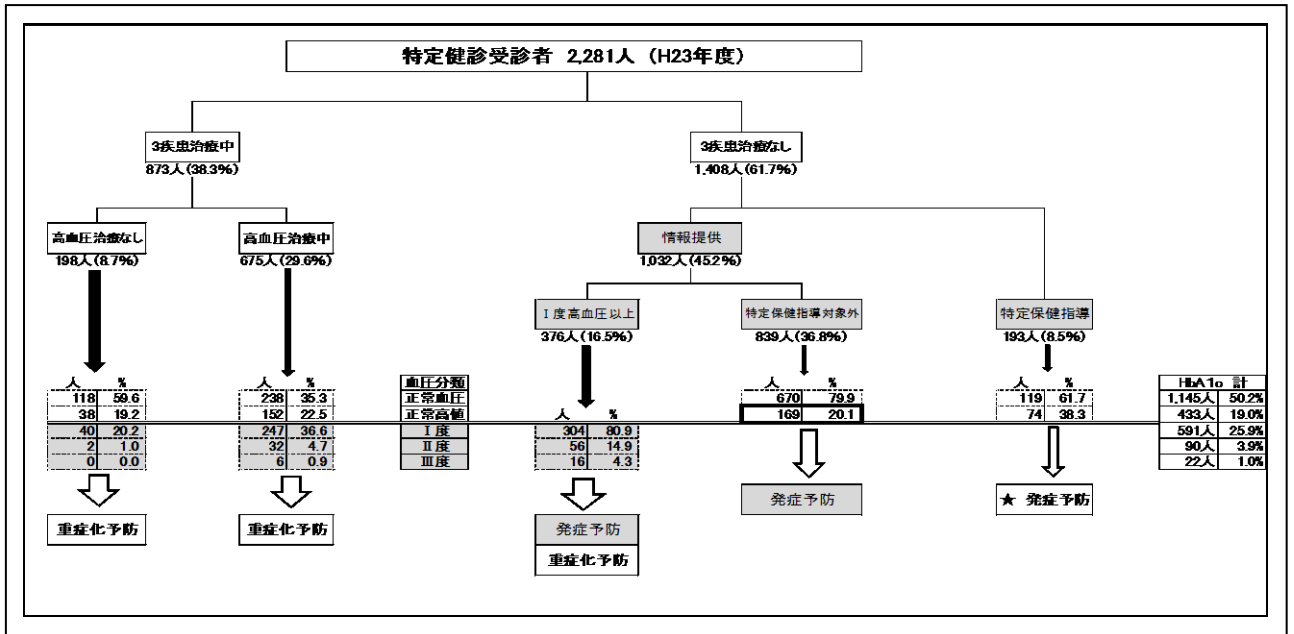 特定健診受診者 2,281人 (H23年度)
3疾患治療中
873人(38.3%)
3疾患治療なし
1,408人(61.7%)
高血圧治療なし
198人(8.7%)
高血圧治療中
675人(29.6%)
情報提供
1,032人(45.2%)
Ⅰ度高血圧以上
376人(16.5%)
特定保健指導対象外
839人(36.8%)
特定保健指導
193人(8.5%)
人 %
118 59.6
38 19.2
40 20.2
2 1.0
0 0.0
人 %
238 35.3
152 22.5
247 36.6
32 4.7
6 0.9
血圧分類
正常血圧
正常高値
Ⅰ度
Ⅱ度
Ⅲ度
人 %
304 80.9
56 14.9
16 4.3
人 %
670 79.9
169 20.1
人 %
119 61.7
74 38.3
HbA1c 計
1,145人 50.2%
433人 19.0%
591人 25.9%
90人 3.9%
22人 1.0%
重症化予防
重症化予防
発症予防
重症化予防
発症予防
★ 発症予防